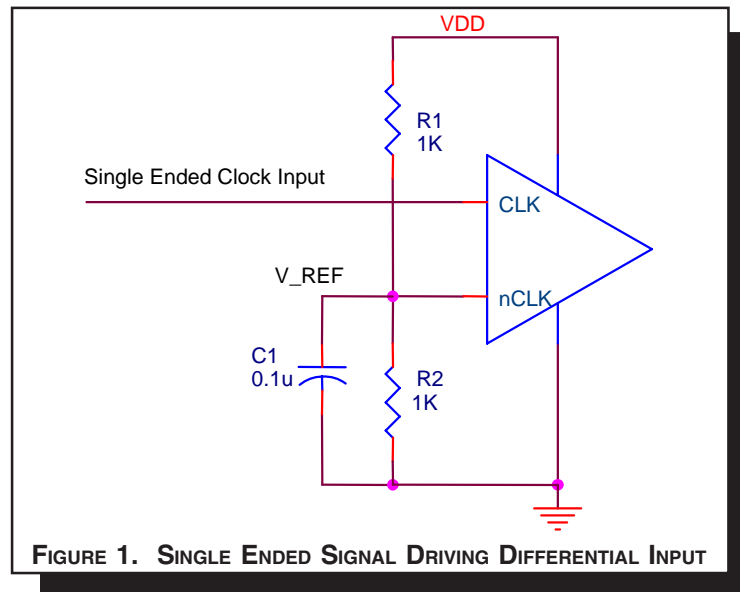 VDD
R1
1K
Single Ended Clock Input
CLK
V_REF
nCLK
C1
0.1u
R2
1K
FIGURE 1. SINGLE ENDED SIGNAL DRIVING DIFFERENTIAL INPUT